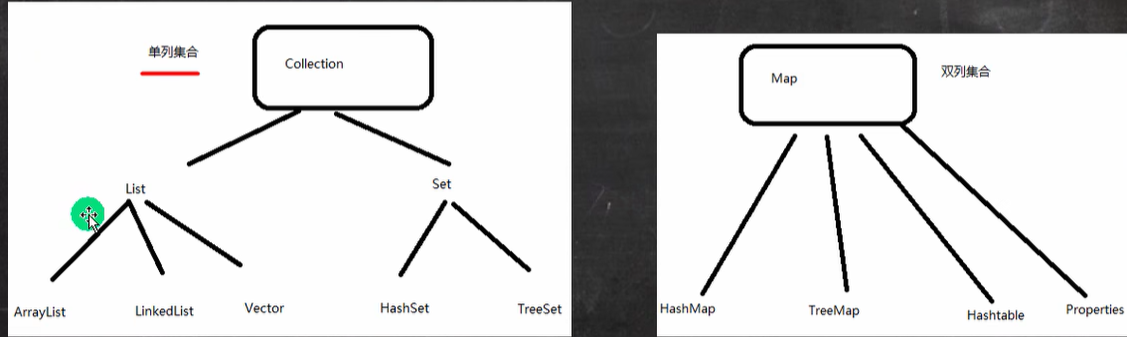 单列集合
Collection
List
Set
ArrayList
LinkedList
Vector
HashSet
TreeSet
Map
双列集合
HashMap
TreeMap
Hashtable
Properties